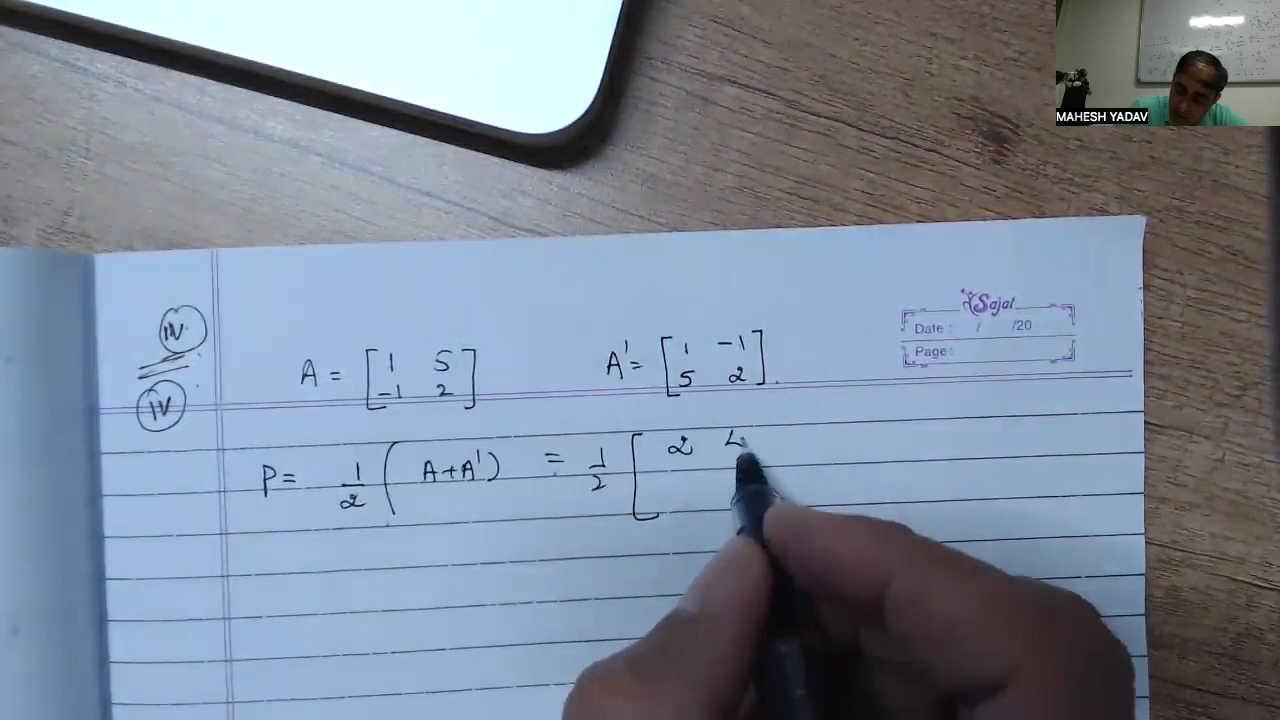 MAHESH YADAV
Sajal
Date : / /20
Page:
IV
IV
A = [ 1 5 A' = [ 1 -1
-1 2 ] 5 2 ].
P = 1/2 ( A+A' ) = 1/2 [ 2 4